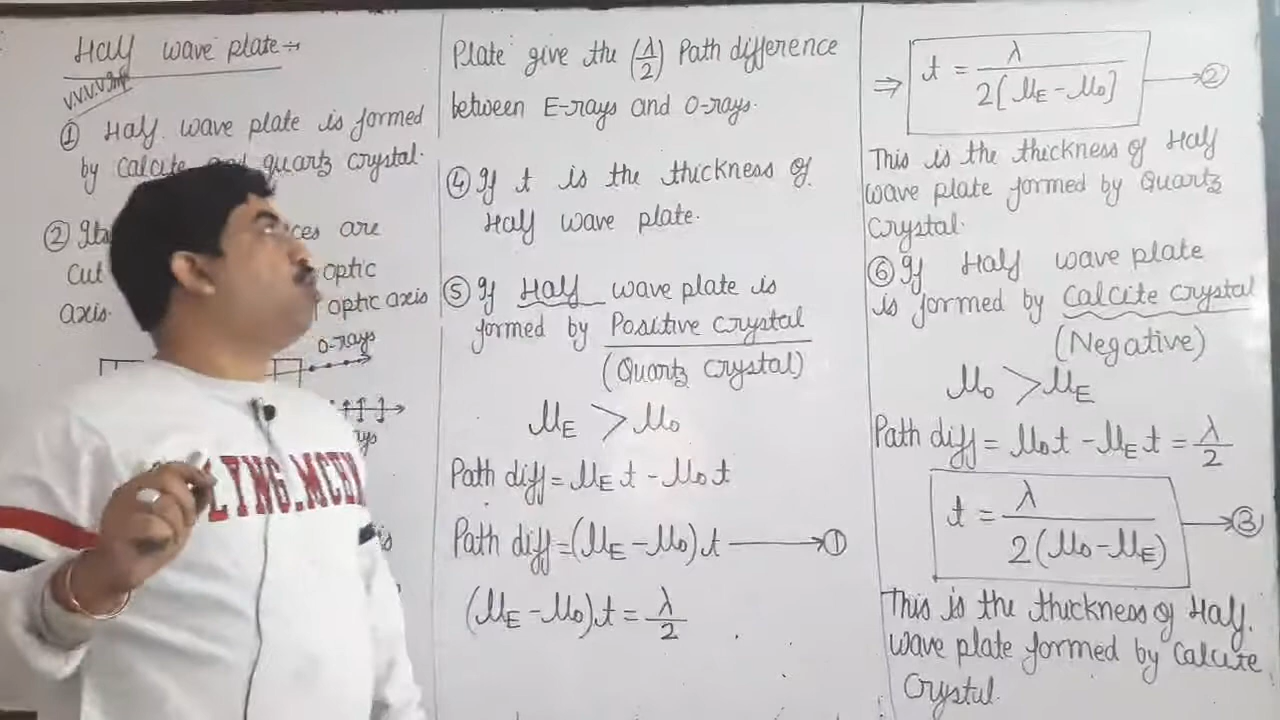 Half wave plate →
V.V.V.Imp
① Half wave plate is formed
by calcite and quartz crystal.
② Its ces are
cut optic
axis. optic axis
O-rays
ys
is
LYNG.MCHN
Plate give the (λ/2) Path difference
between E-rays and O-rays.
④ If t is the thickness of
Half wave plate.
⑤ If Half wave plate is
formed by Positive crystal
(Quartz crystal)
μE > μo
Path diff = μE t - μo t
Path diff = (μE - μo) t → ①
(μE - μo) t = λ/2
⇒ t = λ/2[μE - μo] → ②
This is the thickness of Half
wave plate formed by Quartz
Crystal.
⑥ If Half wave plate
is formed by Calcite crystal
(Negative)
μo > μE
Path diff = μo t - μE t = λ/2
t = λ/2(μo - μE) → ③
This is the thickness of Half.
wave plate formed by Calcite
Crystal.